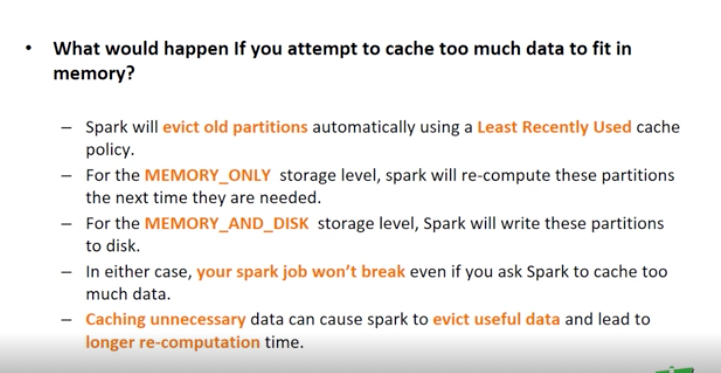 • What would happen If you attempt to cache too much data to fit in
memory?
– Spark will evict old partitions automatically using a Least Recently Used cache
policy.
– For the MEMORY_ONLY storage level, spark will re-compute these partitions
the next time they are needed.
– For the MEMORY_AND_DISK storage level, Spark will write these partitions
to disk.
– In either case, your spark job won’t break even if you ask Spark to cache too
much data.
– Caching unnecessary data can cause spark to evict useful data and lead to
longer re-computation time.